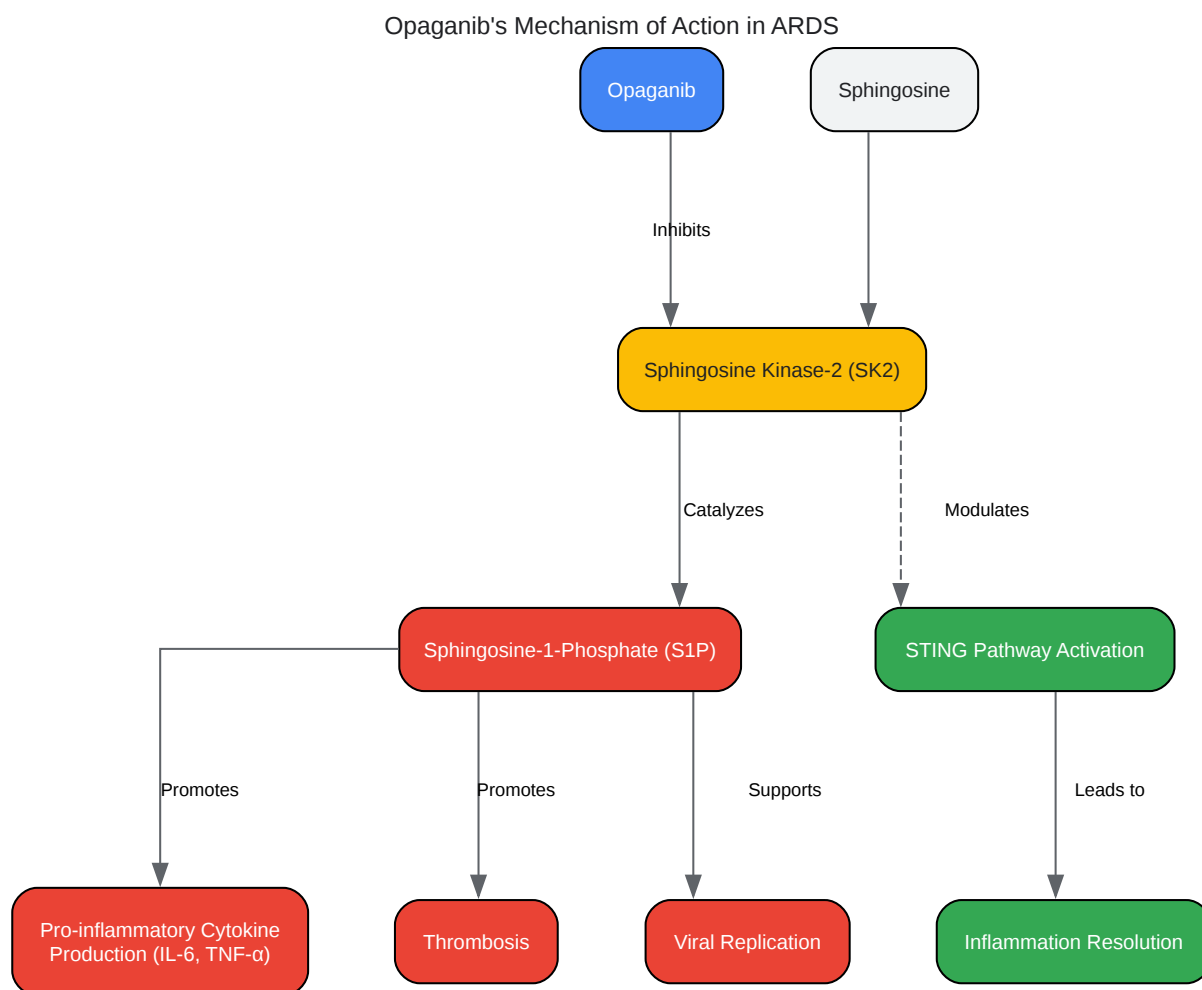 Opaganib's Mechanism of Action in ARDS
Opaganib
Sphingosine
Inhibits
Sphingosine Kinase-2 (SK2)
Catalyzes
Modulates
Sphingosine-1-Phosphate (S1P)
STING Pathway Activation
Promotes
Promotes
Supports
Leads to
Pro-inflammatory Cytokine
Production (IL-6, TNF-α)
Thrombosis
Viral Replication
Inflammation Resolution